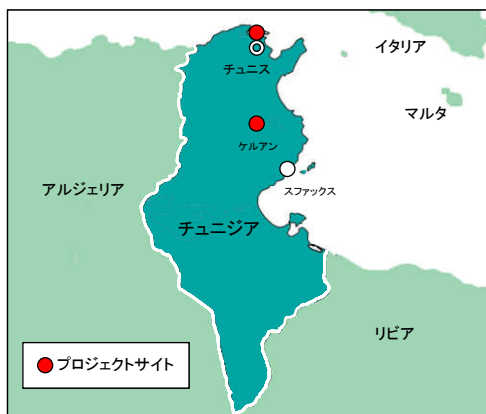 イタリア
チュニス
マルタ
ケルアン
アルジェリア
スファックス
チュニジア
リビア
プロジェクトサイト